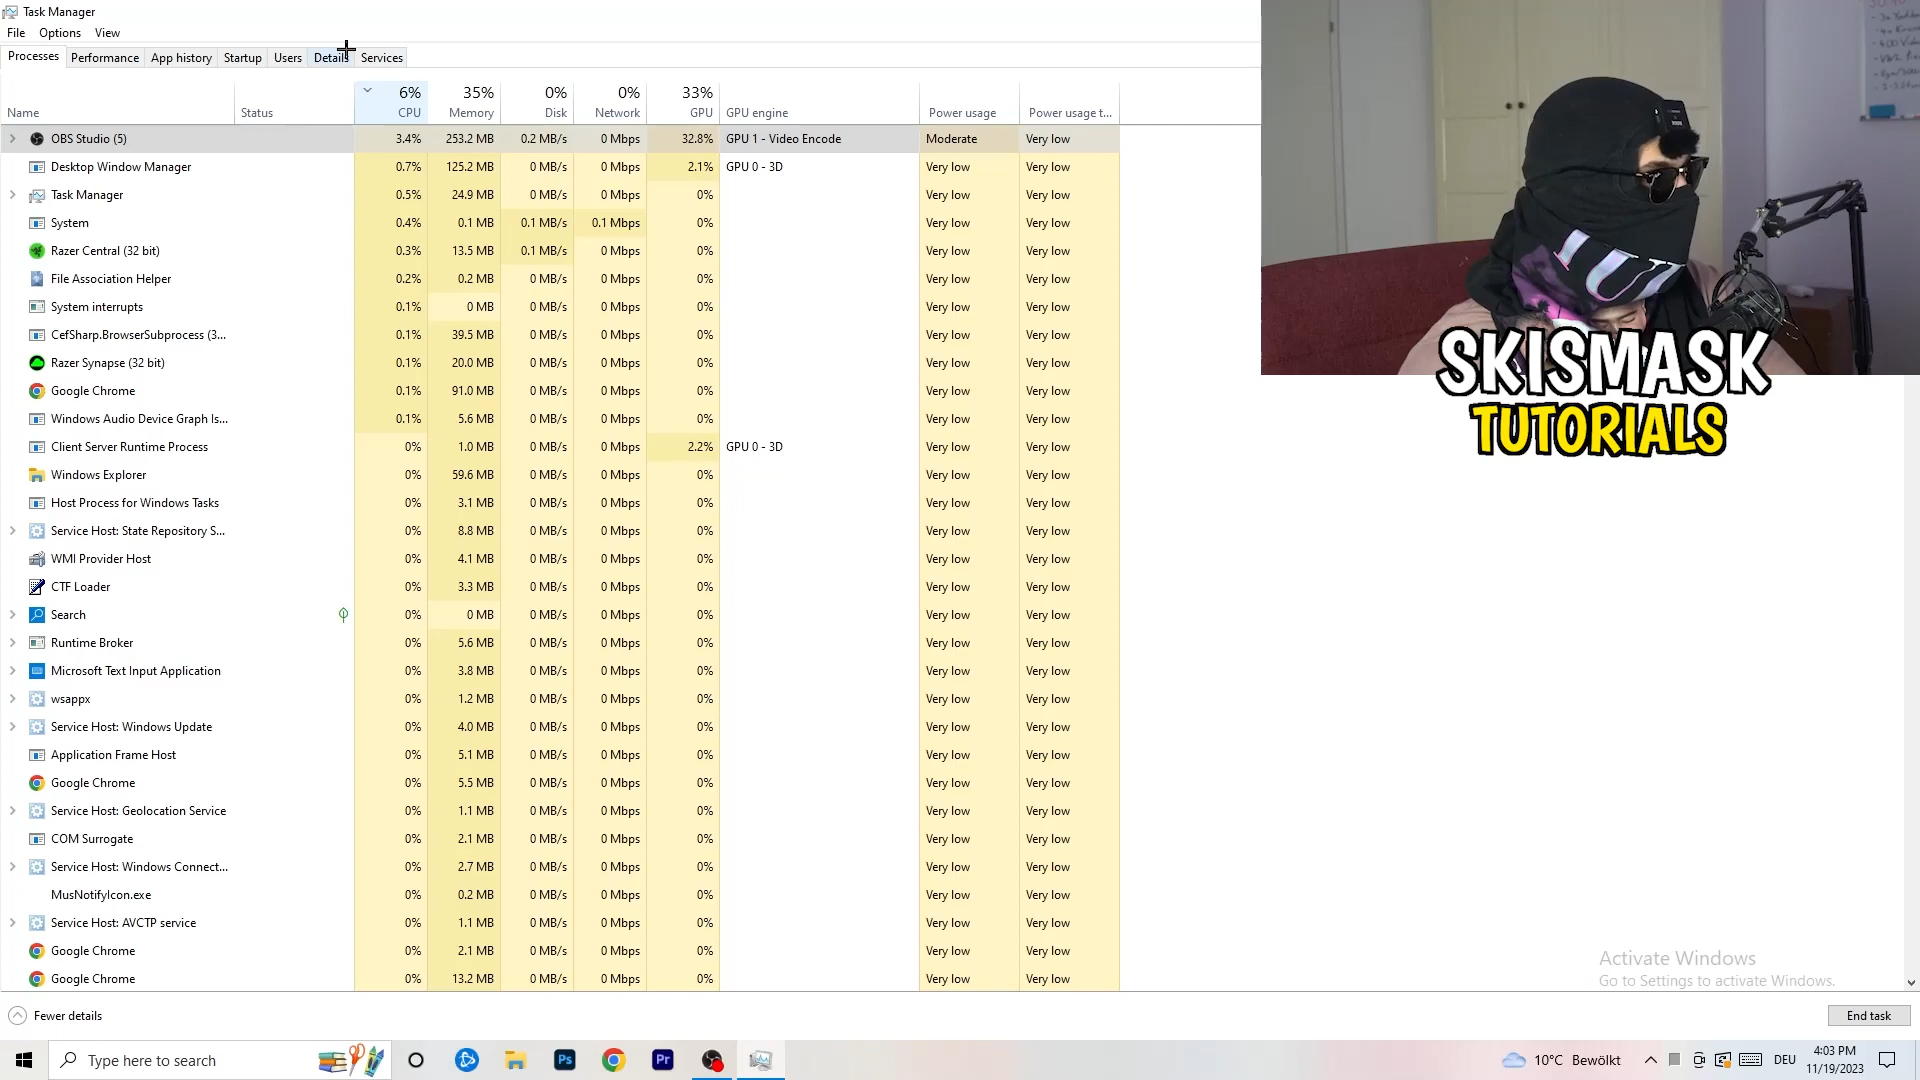 Task Manager
File Options View
Processes Performance App history Startup Users Details Services
6% 35% 0% 0% 33%
Name Status CPU Memory Disk Network GPU GPU engine Power usage Power usage t...
OBS Studio (5) 3.4% 253.2 MB 0.2 MB/s 0 Mbps 32.8% GPU 1 - Video Encode Moderate Very low
Desktop Window Manager 0.7% 125.2 MB 0 MB/s 0 Mbps 2.1% GPU 0 - 3D Very low Very low
Task Manager 0.5% 24.9 MB 0 MB/s 0 Mbps 0% Very low Very low
System 0.4% 0.1 MB 0.1 MB/s 0.1 Mbps 0% Very low Very low
Razer Central (32 bit) 0.3% 13.5 MB 0.1 MB/s 0 Mbps 0% Very low Very low
File Association Helper 0.2% 0.2 MB 0 MB/s 0 Mbps 0% Very low Very low
System interrupts 0.1% 0 MB 0 MB/s 0 Mbps 0% Very low Very low
CefSharp.BrowserSubprocess (3... 0.1% 39.5 MB 0 MB/s 0 Mbps 0% Very low Very low
Razer Synapse (32 bit) 0.1% 20.0 MB 0 MB/s 0 Mbps 0% Very low Very low
Google Chrome 0.1% 91.0 MB 0 MB/s 0 Mbps 0% Very low Very low
Windows Audio Device Graph Is... 0.1% 5.6 MB 0 MB/s 0 Mbps 0% Very low Very low
Client Server Runtime Process 0% 1.0 MB 0 MB/s 0 Mbps 2.2% GPU 0 - 3D Very low Very low
Windows Explorer 0% 59.6 MB 0 MB/s 0 Mbps 0% Very low Very low
Host Process for Windows Tasks 0% 3.1 MB 0 MB/s 0 Mbps 0% Very low Very low
Service Host: State Repository S... 0% 8.8 MB 0 MB/s 0 Mbps 0% Very low Very low
WMI Provider Host 0% 4.1 MB 0 MB/s 0 Mbps 0% Very low Very low
CTF Loader 0% 3.3 MB 0 MB/s 0 Mbps 0% Very low Very low
Search 0% 0 MB 0 MB/s 0 Mbps 0% Very low Very low
Runtime Broker 0% 5.6 MB 0 MB/s 0 Mbps 0% Very low Very low
Microsoft Text Input Application 0% 3.8 MB 0 MB/s 0 Mbps 0% Very low Very low
wsappx 0% 1.2 MB 0 MB/s 0 Mbps 0% Very low Very low
Service Host: Windows Update 0% 4.0 MB 0 MB/s 0 Mbps 0% Very low Very low
Application Frame Host 0% 5.1 MB 0 MB/s 0 Mbps 0% Very low Very low
Google Chrome 0% 5.5 MB 0 MB/s 0 Mbps 0% Very low Very low
Service Host: Geolocation Service 0% 1.1 MB 0 MB/s 0 Mbps 0% Very low Very low
COM Surrogate 0% 2.1 MB 0 MB/s 0 Mbps 0% Very low Very low
Service Host: Windows Connect... 0% 2.7 MB 0 MB/s 0 Mbps 0% Very low Very low
MusNotifyIcon.exe 0% 0.2 MB 0 MB/s 0 Mbps 0% Very low Very low
Service Host: AVCTP service 0% 1.1 MB 0 MB/s 0 Mbps 0% Very low Very low
Google Chrome 0% 2.1 MB 0 MB/s 0 Mbps 0% Very low Very low
Google Chrome 0% 13.2 MB 0 MB/s 0 Mbps 0% Very low Very low
SKISMASK
TUTORIALS
Activate Windows
Go to Settings to activate Windows.
Fewer details
End task
Type here to search
Ps
Pr
10°C Bewölkt
DEU
4:03 PM
11/19/2023